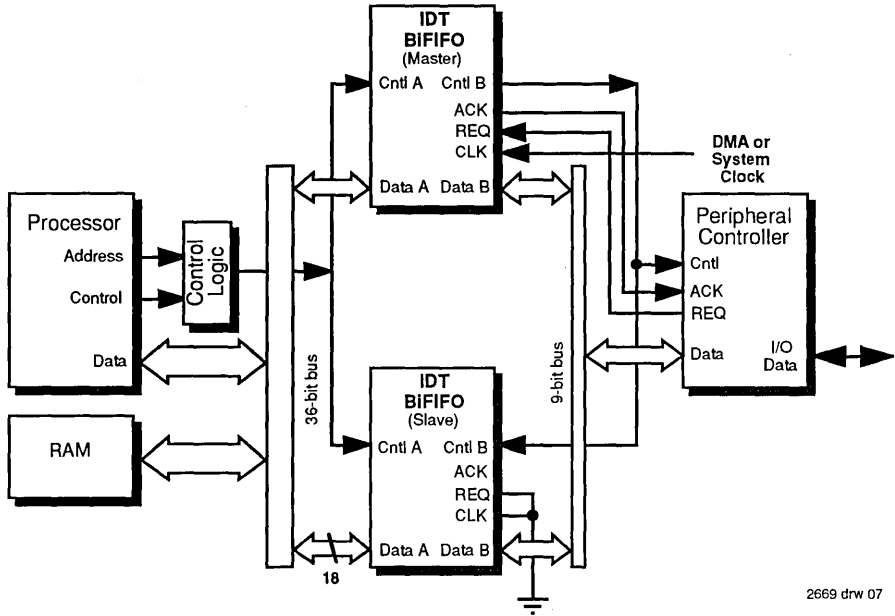 IDT
BiFIFO
(Master)
Cntl A
Cntl B
ACK
REQ
CLK
Data A
Data B
DMA or
System
Clock
Processor
Address
Control
Data
Control
Logic
36-bit bus
9-bit bus
Peripheral
Controller
Cntl
ACK
REQ
Data
I/O
Data
RAM
IDT
BiFIFO
(Slave)
Cntl A
Cntl B
ACK
REQ
CLK
Data A
Data B
18
2669 drw 07